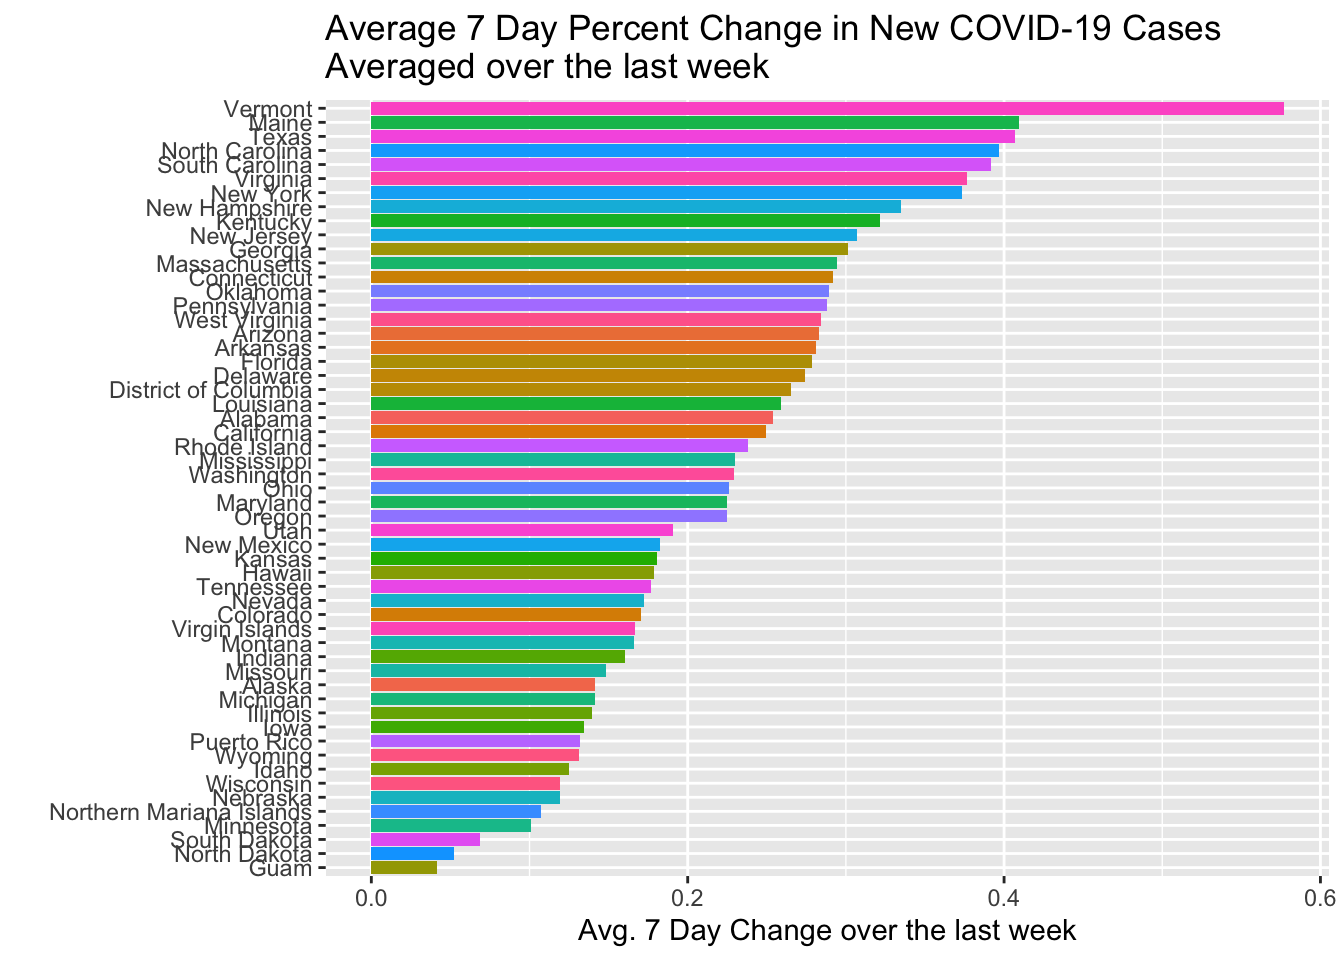 Average 7 Day Percent Change in New COVID-19 Cases
Averaged over the last week
Vermont
Maine
Texas
North Carolina
South Carolina
Virginia
New York
New Hampshire
Kentucky
New Jersey
Georgia
Massachusetts
Connecticut
Oklahoma
Pennsylvania
West Virginia
Arizona
Arkansas
Florida
Delaware
District of Columbia
Louisiana
Alabama
California
Rhode Island
Mississippi
Washington
Ohio
Maryland
Oregon
Utah
New Mexico
Kansas
Hawaii
Tennessee
Nevada
Colorado
Virgin Islands
Montana
Indiana
Missouri
Alaska
Michigan
Illinois
Iowa
Puerto Rico
Wyoming
Idaho
Wisconsin
Nebraska
Northern Mariana Islands
Minnesota
South Dakota
North Dakota
Guam
0.0 0.2 0.4 0.6
Avg. 7 Day Change over the last week